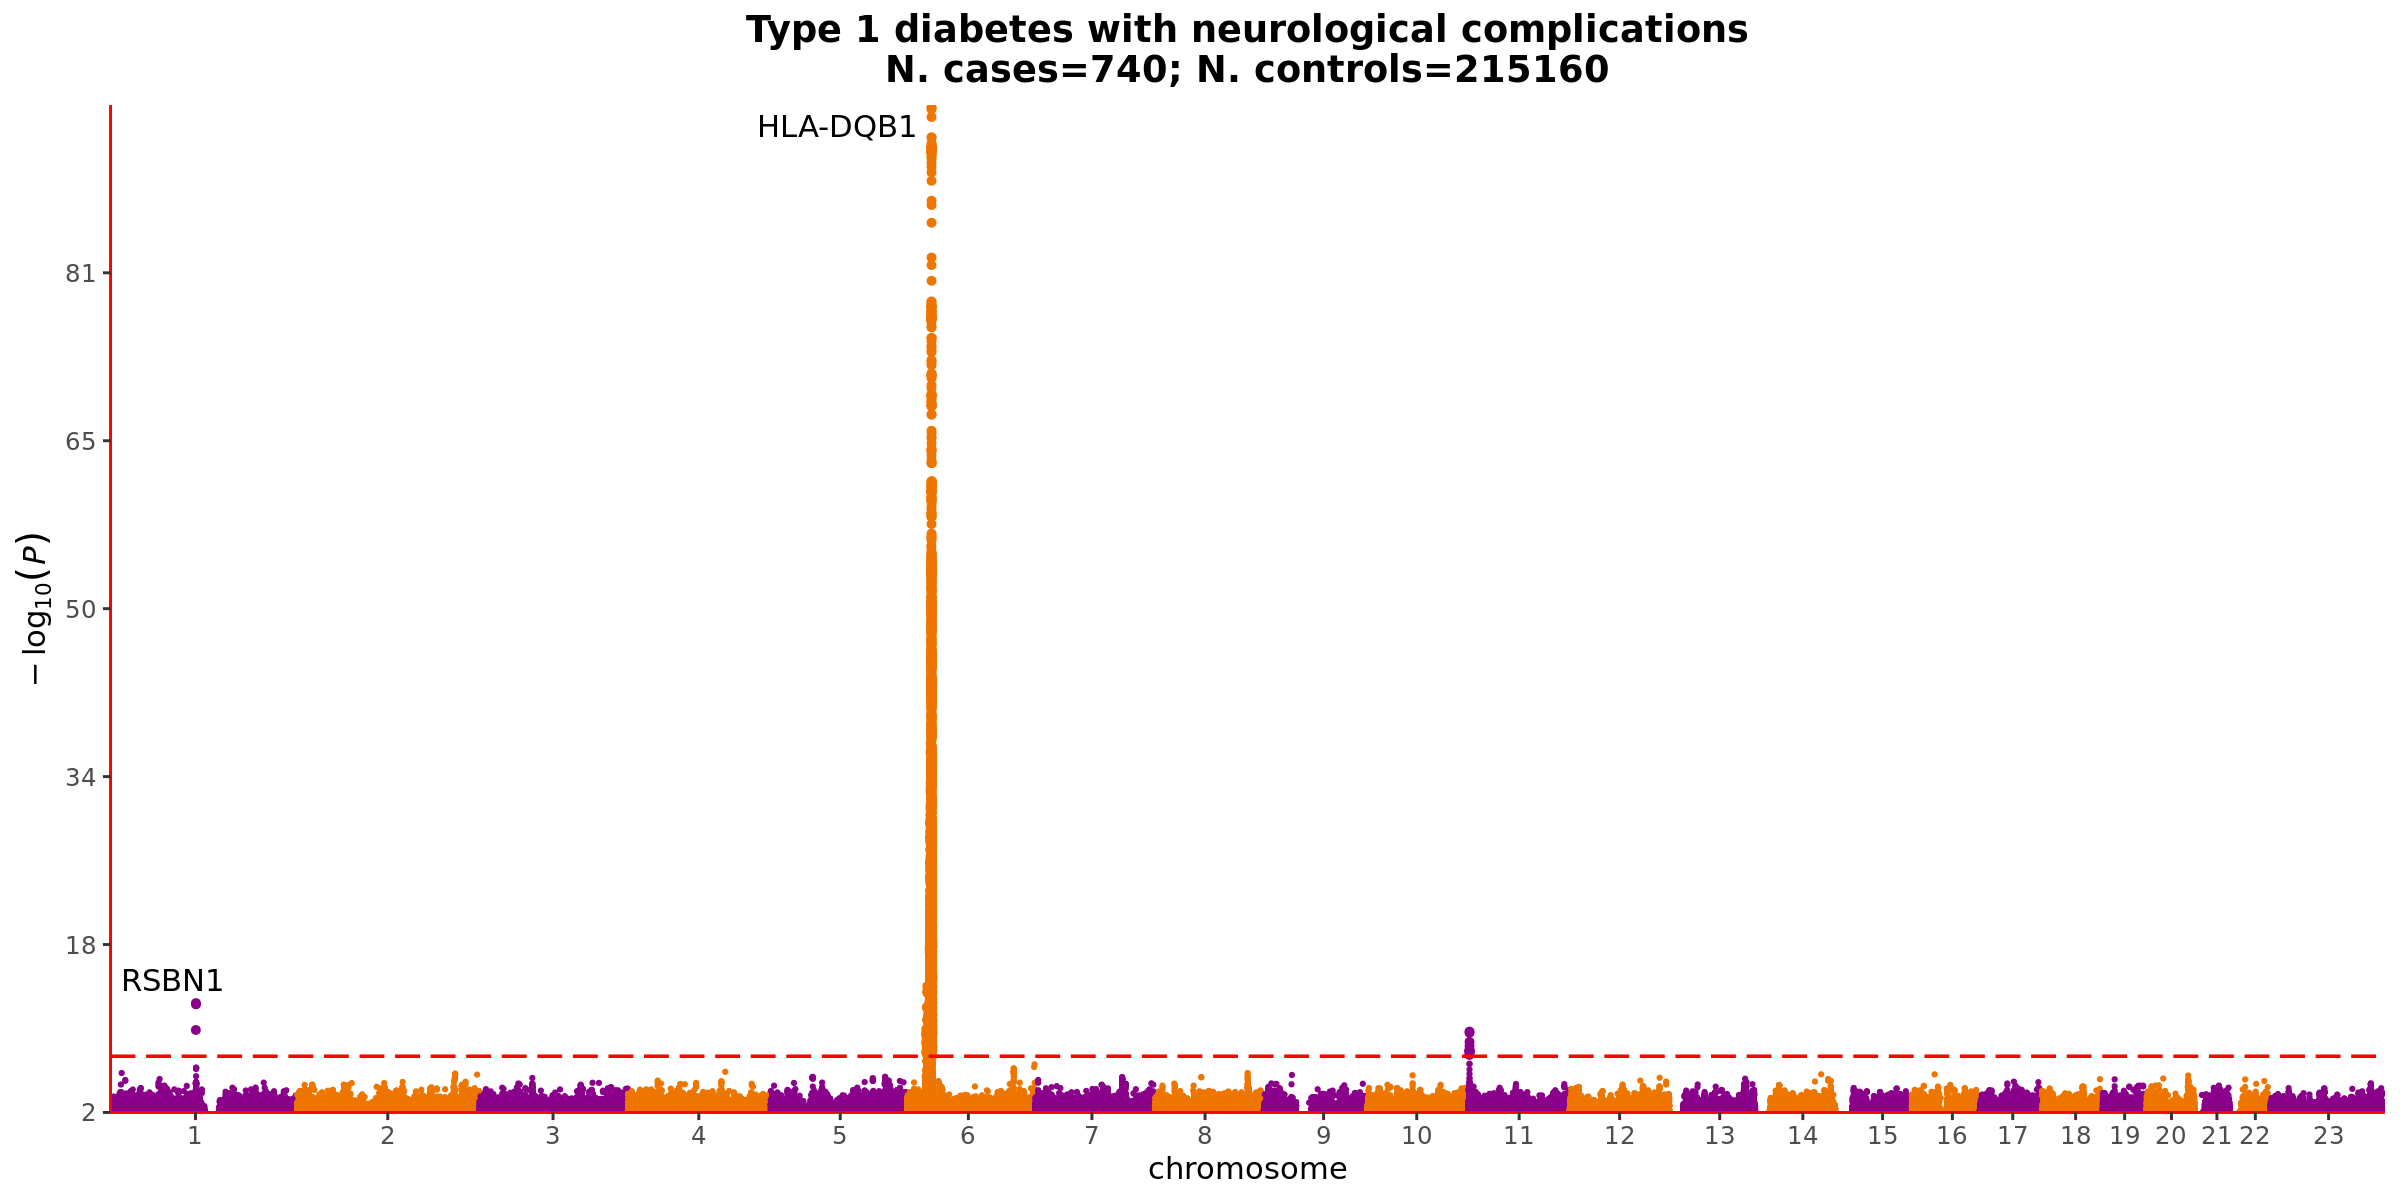 Type 1 diabetes with neurological complications
N. cases=740; N. controls=215160
HLA-DQB1
81
65
50
34
18
2
−log10(P)
RSBN1
1 2 3 4 5 6 7 8 9 10 11 12 13 14 15 16 17 18 19 20 21 22 23
chromosome